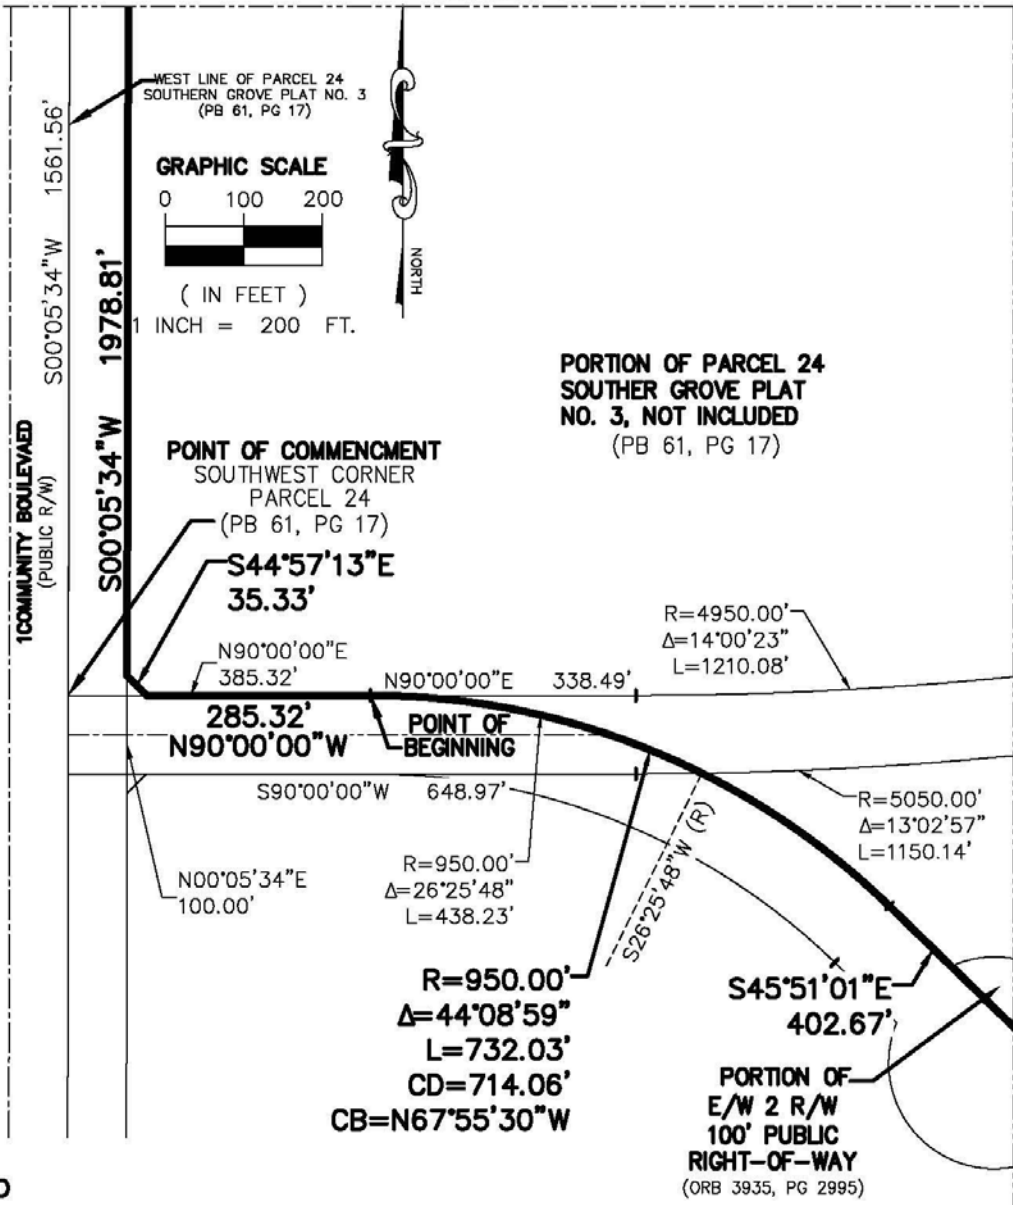 WEST LINE OF PARCEL 24
SOUTHERN GROVE PLAT NO. 3
(PB 61, PG 17)
GRAPHIC SCALE
0 100 200
( IN FEET )
1 INCH = 200 FT.
NORTH
S00°05'34"W 1561.56'
S00°05'34"W 1978.81'
1COMMUNITY BOULEVAED
(PUBLIC R/W)
PORTION OF PARCEL 24
SOUTHER GROVE PLAT
NO. 3, NOT INCLUDED
(PB 61, PG 17)
POINT OF COMMENCMENT
SOUTHWEST CORNER
PARCEL 24
(PB 61, PG 17)
S44°57'13"E
35.33'
N90°00'00"E
385.32'
N90°00'00"E 338.49'
R=4950.00'
Δ=14°00'23"
L=1210.08'
285.32'
N90°00'00"W
POINT OF
BEGINNING
S90°00'00"W 648.97'
R=5050.00'
Δ=13°02'57"
L=1150.14'
N00°05'34"E
100.00'
R=950.00'
Δ=26°25'48"
L=438.23'
S26°25'48"W (R)
R=950.00'
Δ=44°08'59"
L=732.03'
CD=714.06'
CB=N67°55'30"W
S45°51'01"E
402.67'
PORTION OF
E/W 2 R/W
100' PUBLIC
RIGHT-OF-WAY
(ORB 3935, PG 2995)